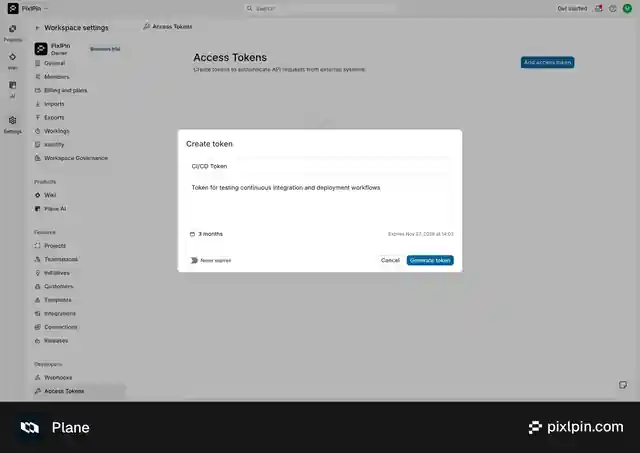 PixlPin
Search
Get started
Projects
Wiki
AI
Settings
Workspace settings
PixlPin
Owner
Business trial
General
Members
Billing and plans
Imports
Exports
Worklogs
Identity
Workspace Governance
Products
Wiki
Plane AI
Features
Projects
Teamspaces
Initiatives
Customers
Templates
Integrations
Connections
Releases
Developers
Webhooks
Access Tokens
Access Tokens
Access Tokens
Create tokens to authenticate API requests from external systems.
Add access token
Create token
CI/CD Token
Token for testing continuous integration and deployment workflows
3 months
Never expires
Cancel
Generate token
Plane
pixlpin.com